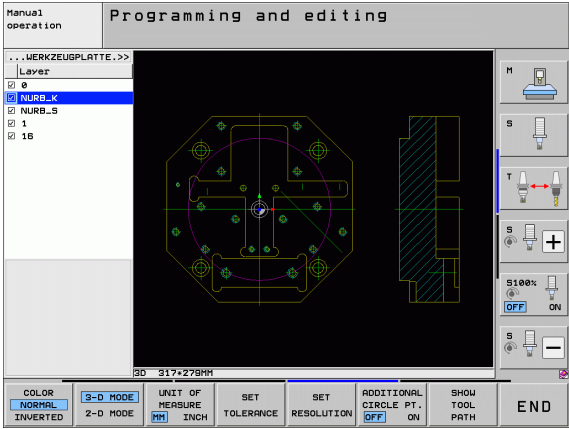 Manual
operation
Programming and editing
...WERKZEUGPLATTE.>>
Layer
0
NURB_K
NURB_S
1
16
3D 317*279MM
M
S
T
S
S100%
OFF ON
S
COLOR
NORMAL
INVERTED
3-D MODE
2-D MODE
UNIT OF
MEASURE
MM INCH
SET
TOLERANCE
SET
RESOLUTION
ADDITIONAL
CIRCLE PT.
OFF ON
SHOW
TOOL
PATH
END